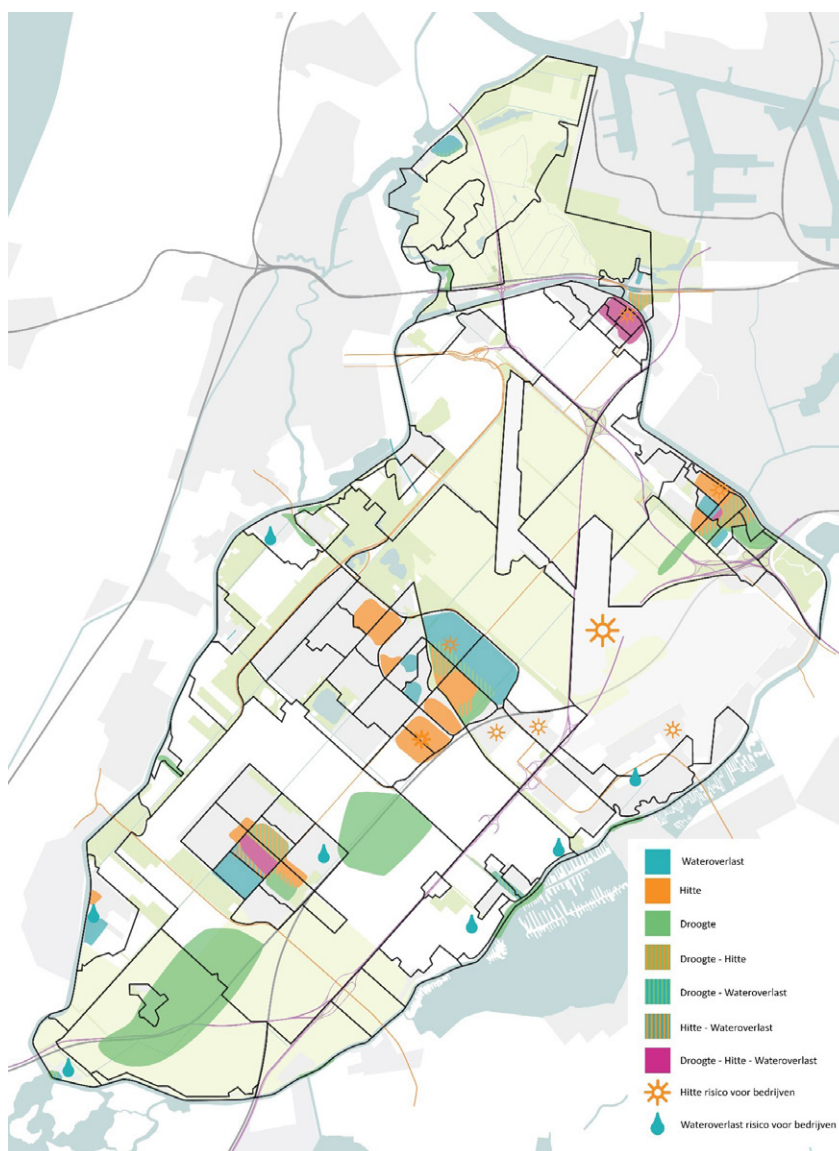 Wateroverlast
Hitte
Droogte
Droogte - Hitte
Droogte - Wateroverlast
Hitte - Wateroverlast
Droogte - Hitte - Wateroverlast
Hitte risico voor bedrijven
Wateroverlast risico voor bedrijven